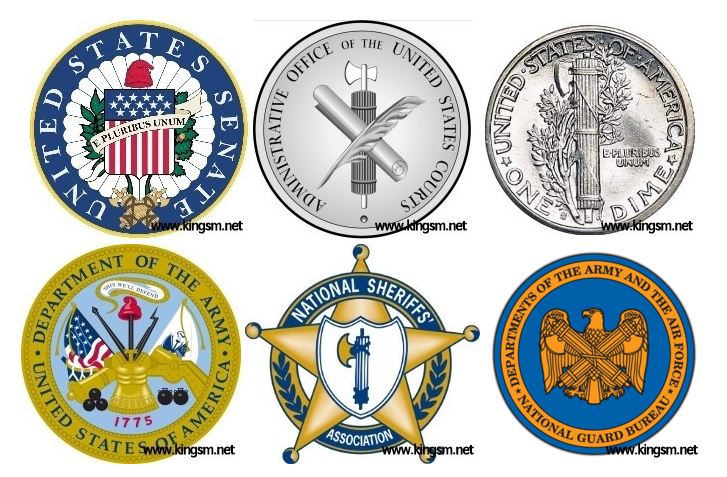 UNITED STATES SENATE
E PLURIBUS UNUM
www.kingsm.net
ADMINISTRATIVE OFFICE OF THE UNITED STATES COURTS
www.kingsm.net
UNITED·STATES·OF·AMERICA
E·PLURIBUS
UNUM
ONE DIME
www.kingsm.net
DEPARTMENT OF THE ARMY
THIS WE'LL DEFEND
1775
UNITED STATES OF AMERICA
www.kingsm.net
NATIONAL SHERIFFS'
ASSOCIATION
www.kingsm.net
DEPARTMENTS OF THE ARMY AND THE AIR FORCE
NATIONAL GUARD BUREAU
www.kingsm.net